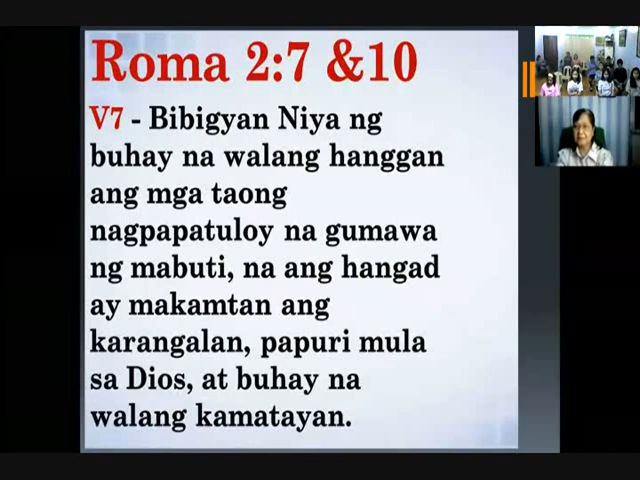 Roma 2:7 &10
V7 - Bibigyan Niya ng
buhay na walang hanggan
ang mga taong
nagpapatuloy na gumawa
ng mabuti, na ang hangad
ay makamtan ang
karangalan, papuri mula
sa Dios, at buhay na
walang kamatayan.